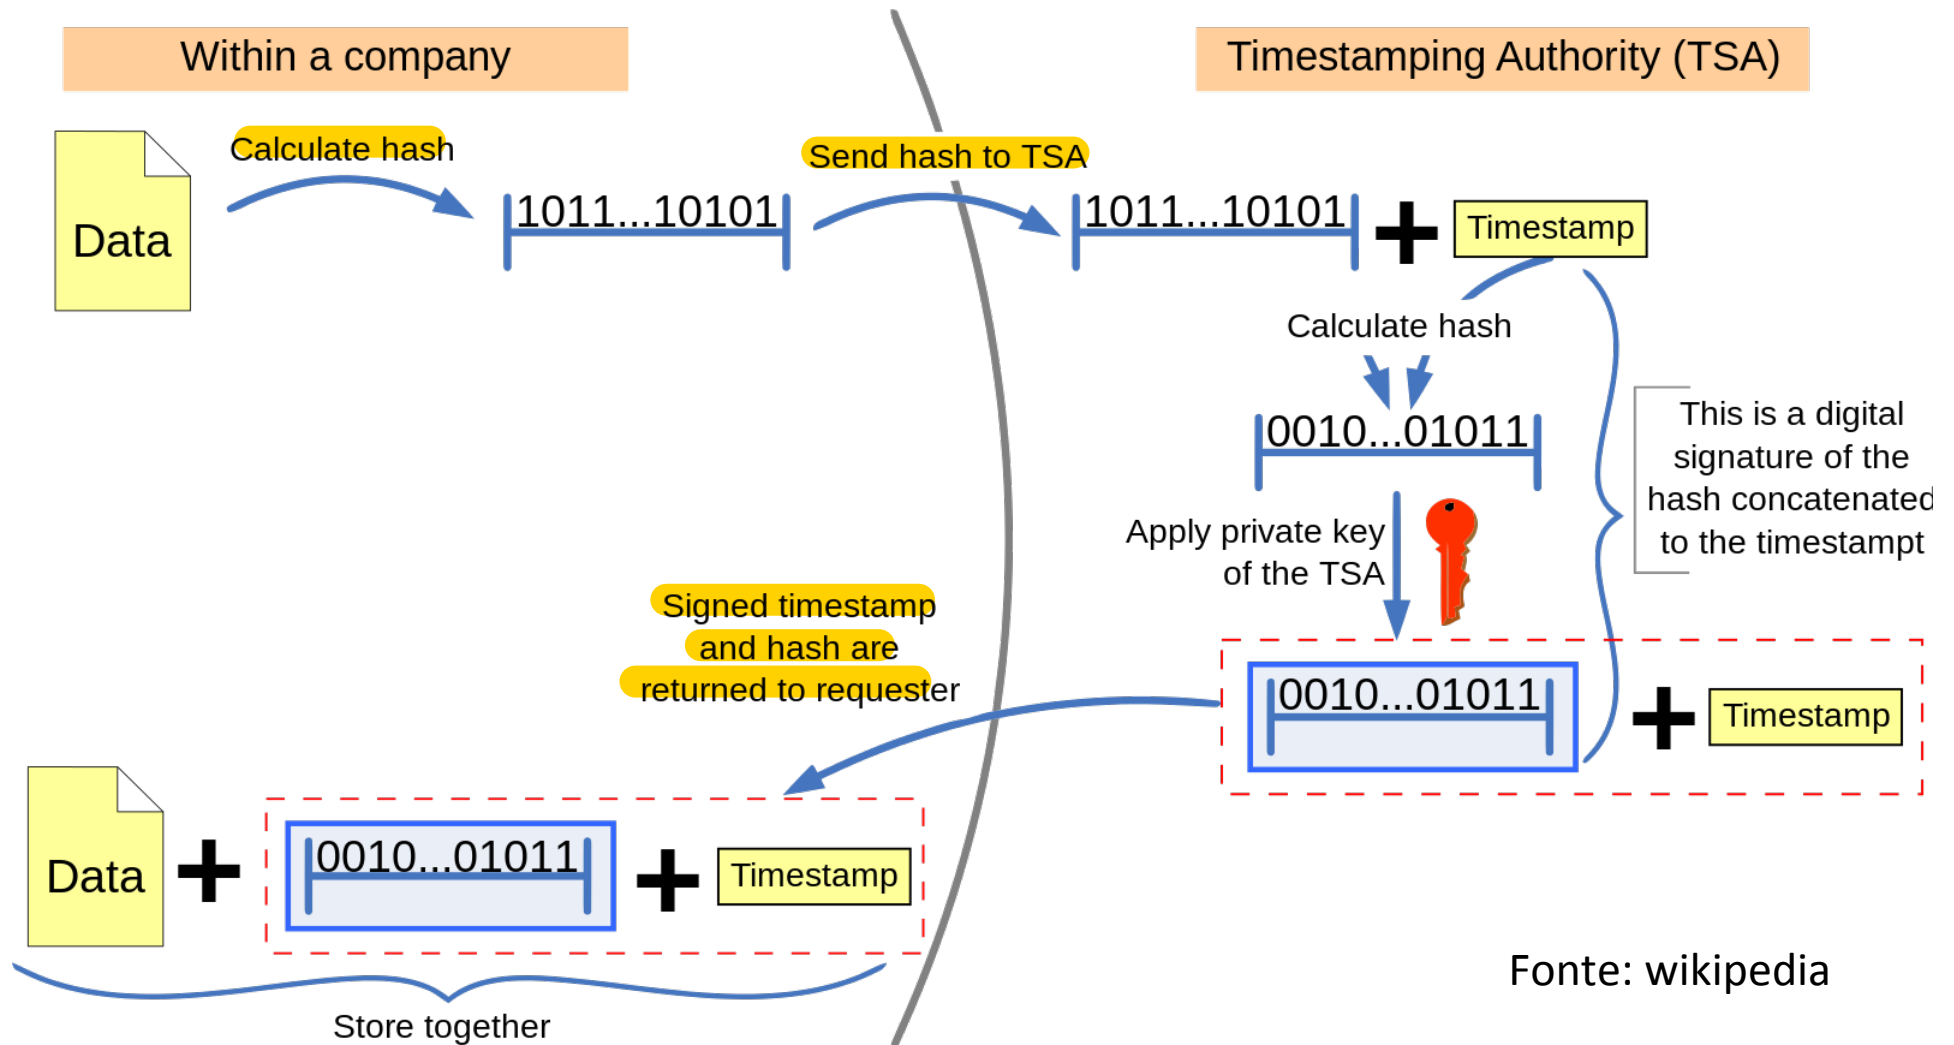 Within a company
Timestamping Authority (TSA)
Calculate hash
Send hash to TSA
Data
1011...10101
1011...10101
Timestamp
Calculate hash
0010...01011
This is a digital
signature of the
hash concatenated
to the timestampt
Apply private key
of the TSA
Signed timestamp
and hash are
returned to requester
0010...01011
Timestamp
Data
0010...01011
Timestamp
Store together
Fonte: wikipedia